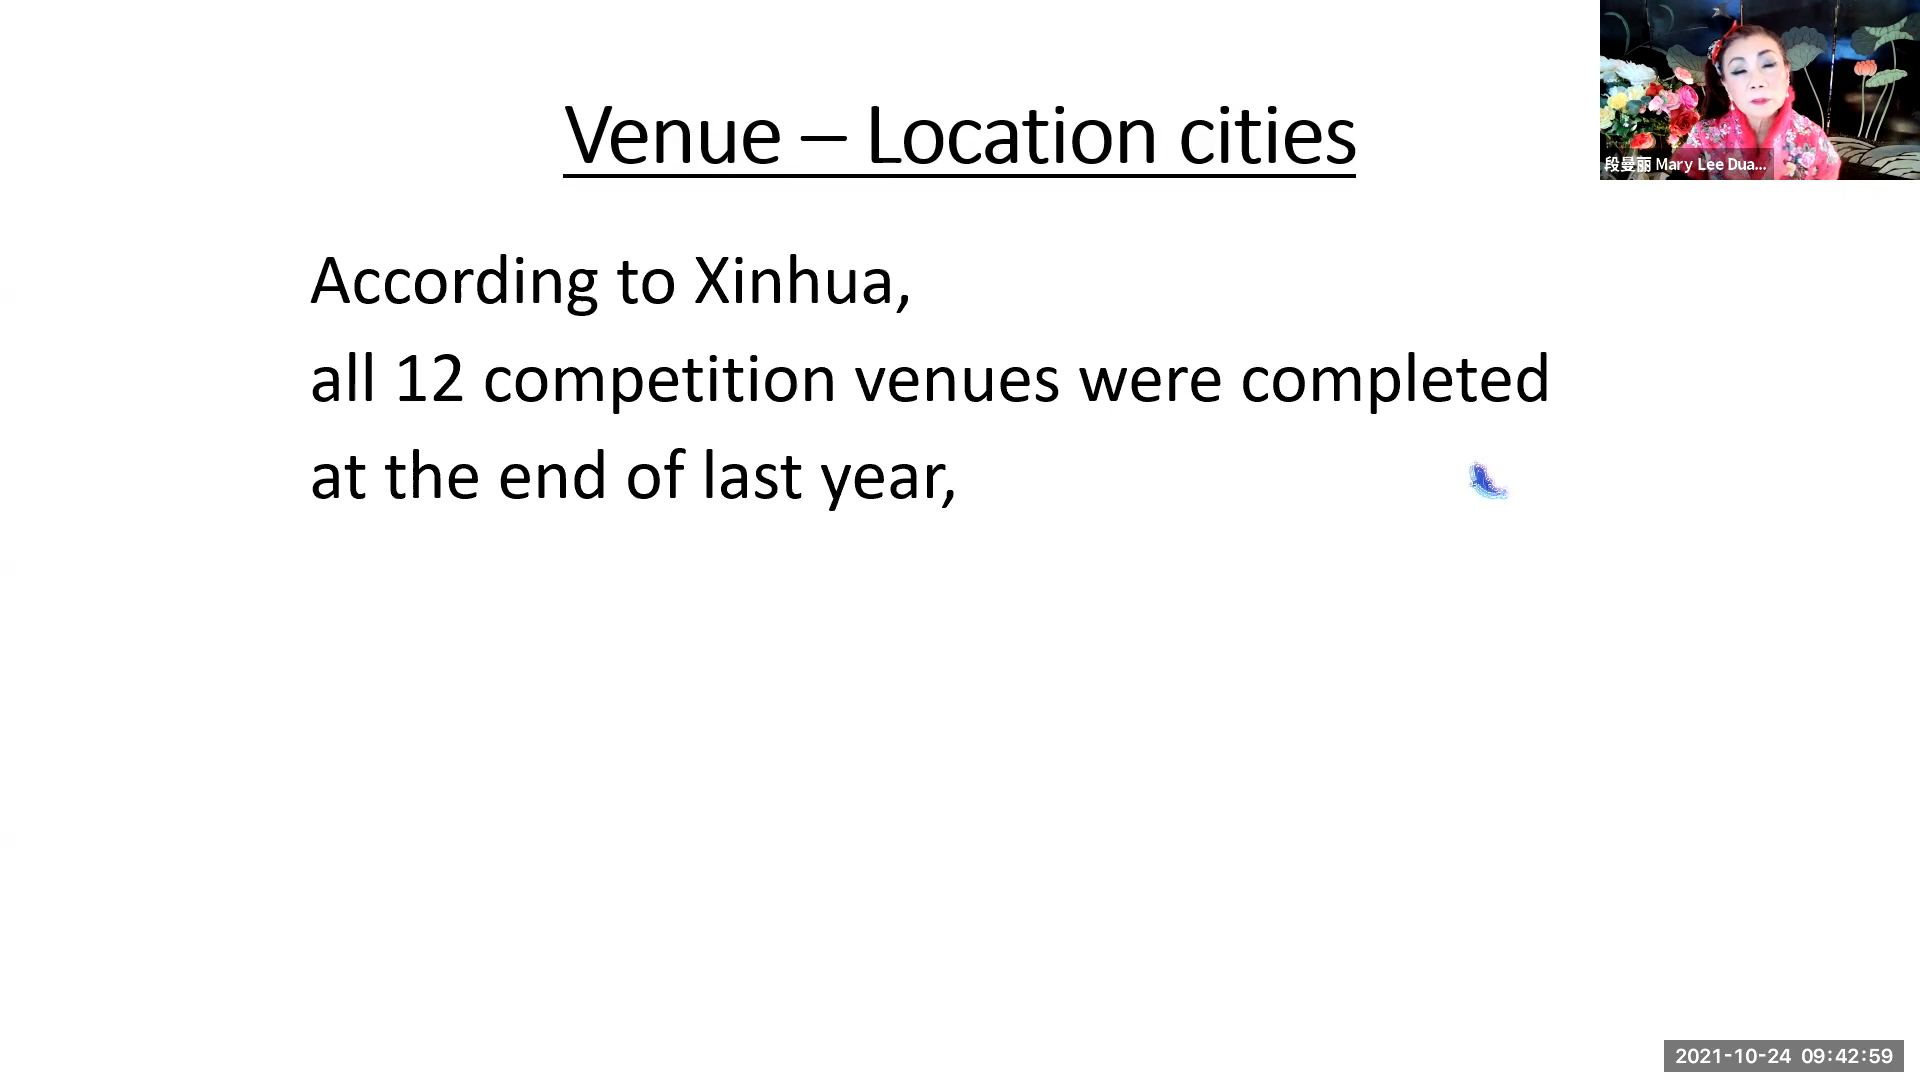 Venue – Location cities
段曼丽 Mary Lee Dua...
According to Xinhua,
all 12 competition venues were completed
at the end of last year,
2021-10-24 09:42:59